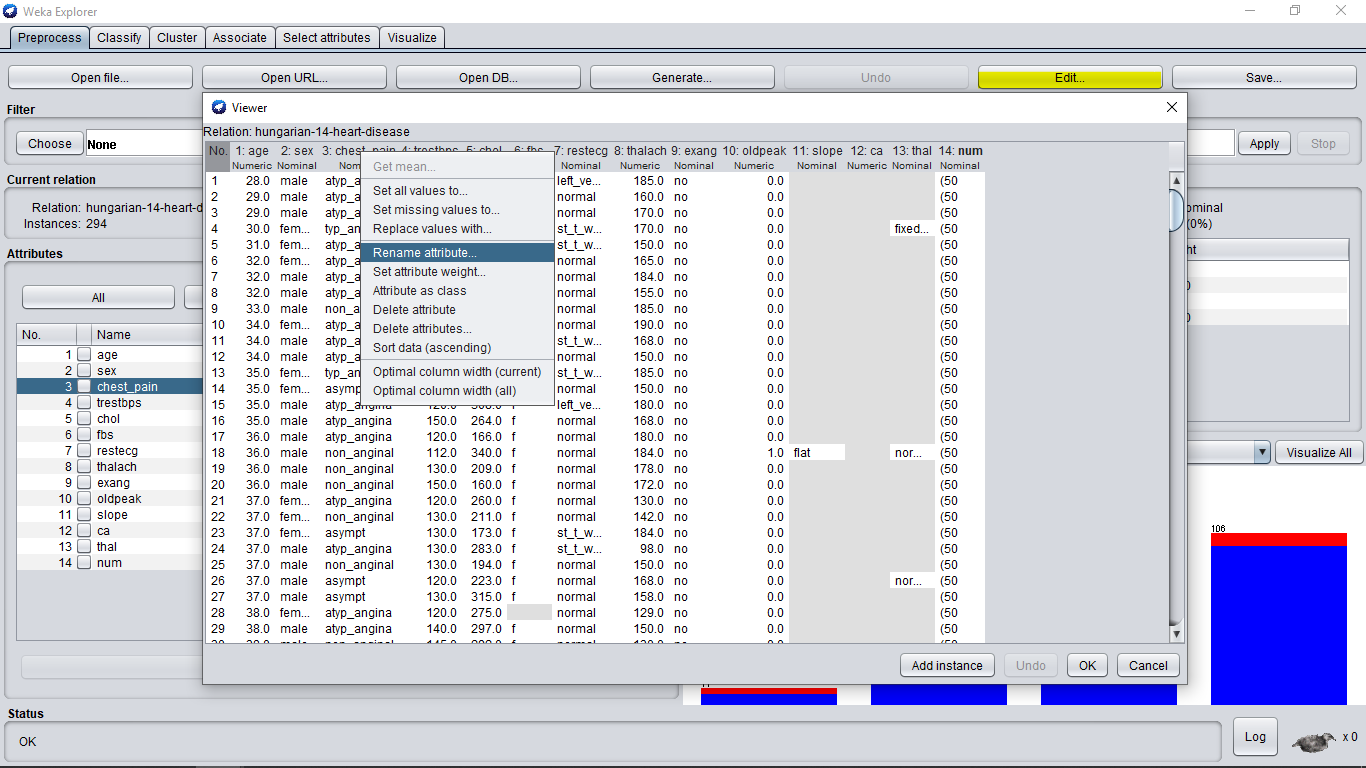 Weka Explorer
Preprocess Classify Cluster Associate Select attributes Visualize
Open file... Open URL... Open DB... Generate... Undo Edit... Save...
Filter
Choose None Apply Stop
Current relation
Relation: hungarian-14-heart-d
Instances: 294
Attributes
All
No. Name
1 age
2 sex
3 chest_pain
4 trestbps
5 chol
6 fbs
7 restecg
8 thalach
9 exang
10 oldpeak
11 slope
12 ca
13 thal
14 num
Viewer
Relation: hungarian-14-heart-disease
No. 1: age 2: sex 3: chest_pain 4: trestbps 5: chol 6: fbs 7: restecg 8: thalach 9: exang 10: oldpeak 11: slope 12: ca 13: thal 14: num
Numeric Nominal Nom Nominal Numeric Nominal Numeric Nominal Numeric Nominal Nominal
1 28.0 male atyp_a left_ve... 185.0 no 0.0 (50
2 29.0 male atyp_a normal 160.0 no 0.0 (50
3 29.0 male atyp_a normal 170.0 no 0.0 (50
4 30.0 fem... typ_an st_t_w... 170.0 no 0.0 fixed... (50
5 31.0 fem... atyp_a st_t_w... 150.0 no 0.0 (50
6 32.0 fem... atyp_a normal 165.0 no 0.0 (50
7 32.0 male atyp_a normal 184.0 no 0.0 (50
8 32.0 male atyp_a normal 155.0 no 0.0 (50
9 33.0 male non_a normal 185.0 no 0.0 (50
10 34.0 fem... atyp_a normal 190.0 no 0.0 (50
11 34.0 male atyp_a st_t_w... 168.0 no 0.0 (50
12 34.0 male atyp_a normal 150.0 no 0.0 (50
13 35.0 fem... typ_an st_t_w... 185.0 no 0.0 (50
14 35.0 fem... asymp normal 150.0 no 0.0 (50
15 35.0 male atyp_a left_ve... 180.0 no 0.0 (50
16 35.0 male atyp_angina 150.0 264.0 f normal 168.0 no 0.0 (50
17 36.0 male atyp_angina 120.0 166.0 f normal 180.0 no 0.0 (50
18 36.0 male non_anginal 112.0 340.0 f normal 184.0 no 1.0 flat nor... (50
19 36.0 male non_anginal 130.0 209.0 f normal 178.0 no 0.0 (50
20 36.0 male non_anginal 150.0 160.0 f normal 172.0 no 0.0 (50
21 37.0 fem... atyp_angina 120.0 260.0 f normal 130.0 no 0.0 (50
22 37.0 fem... non_anginal 130.0 211.0 f normal 142.0 no 0.0 (50
23 37.0 fem... asympt 130.0 173.0 f st_t_w... 184.0 no 0.0 (50
24 37.0 male atyp_angina 130.0 283.0 f st_t_w... 98.0 no 0.0 (50
25 37.0 male non_anginal 130.0 194.0 f normal 150.0 no 0.0 (50
26 37.0 male asympt 120.0 223.0 f normal 168.0 no 0.0 nor... (50
27 37.0 male asympt 130.0 315.0 f normal 158.0 no 0.0 (50
28 38.0 fem... atyp_angina 120.0 275.0 normal 129.0 no 0.0 (50
29 38.0 male atyp_angina 140.0 297.0 f normal 150.0 no 0.0 (50
Get mean...
Set all values to...
Set missing values to...
Replace values with...
Rename attribute...
Set attribute weight...
Attribute as class
Delete attribute
Delete attributes...
Sort data (ascending)
Optimal column width (current)
Optimal column width (all)
Add instance Undo OK Cancel
ominal
(0%)
ht
Visualize All
106
Status
OK
Log x 0